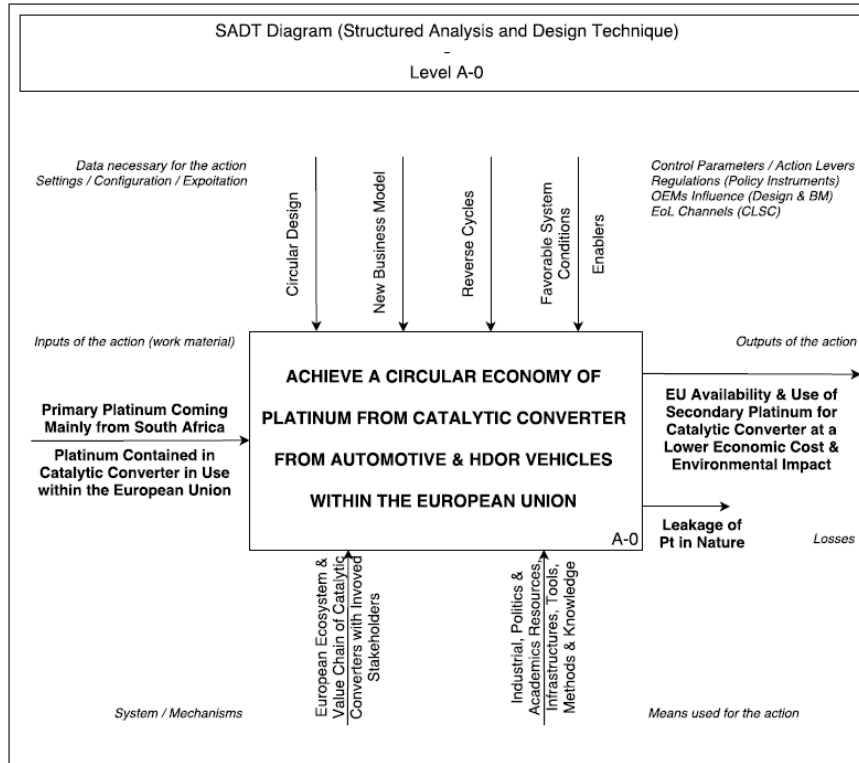 SADT Diagram (Structured Analysis and Design Technique)
-
Level A-0
Data necessary for the action
Settings / Configuration / Expoitation
Control Parameters / Action Levers
Regulations (Policy Instruments)
OEMs Influence (Design & BM)
EoL Channels (CLSC)
Circular Design
New Business Model
Reverse Cycles
Favorable System
Conditions
Enablers
Inputs of the action (work material)
Outputs of the action
Primary Platinum Coming
Mainly from South Africa
Platinum Contained in
Catalytic Converter in Use
within the European Union
ACHIEVE A CIRCULAR ECONOMY OF
PLATINUM FROM CATALYTIC CONVERTER
FROM AUTOMOTIVE & HDOR VEHICLES
WITHIN THE EUROPEAN UNION
A-0
EU Availability & Use of
Secondary Platinum for
Catalytic Converter at a
Lower Economic Cost &
Environmental Impact
Leakage of
Pt in Nature
Losses
European Ecosystem &
Value Chain of Catalytic
Converters with Invoved
Stakeholders
Industrial, Politics &
Academics Resources,
Infrastructures, Tools,
Methods & Knowledge
System / Mechanisms
Means used for the action